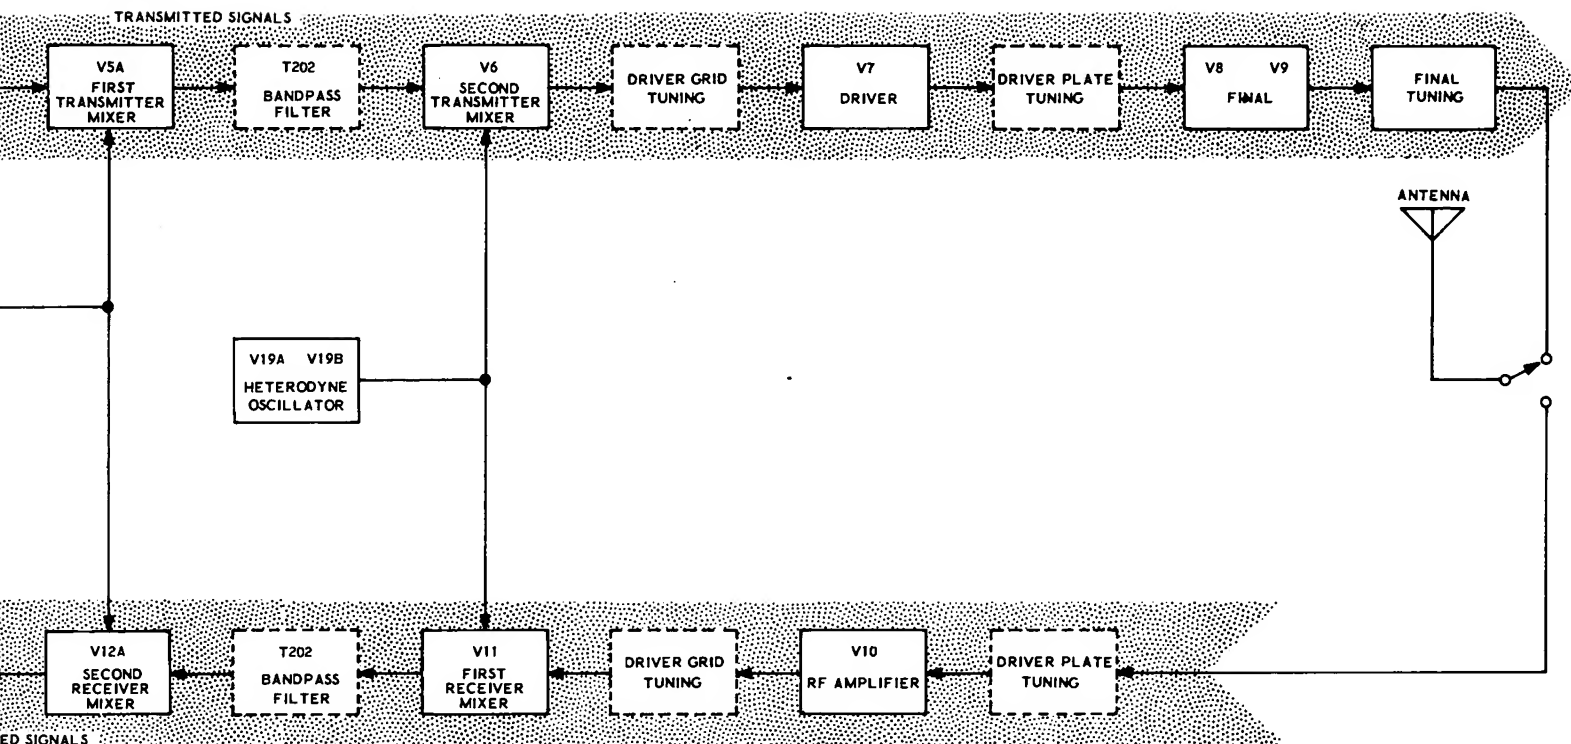 TRANSMITTED SIGNALS
V5A
FIRST
TRANSMITTER
MIXER
T202
BANDPASS
FILTER
V6
SECOND
TRANSMITTER
MIXER
DRIVER GRID
TUNING
V7
DRIVER
DRIVER PLATE
TUNING
V8 V9
FINAL
FINAL
TUNING
ANTENNA
V19A V19B
HETERODYNE
OSCILLATOR
V12A
SECOND
RECEIVER
MIXER
T202
BANDPASS
FILTER
V11
FIRST
RECEIVER
MIXER
DRIVER GRID
TUNING
V10
RF AMPLIFIER
DRIVER PLATE
TUNING
ED SIGNALS